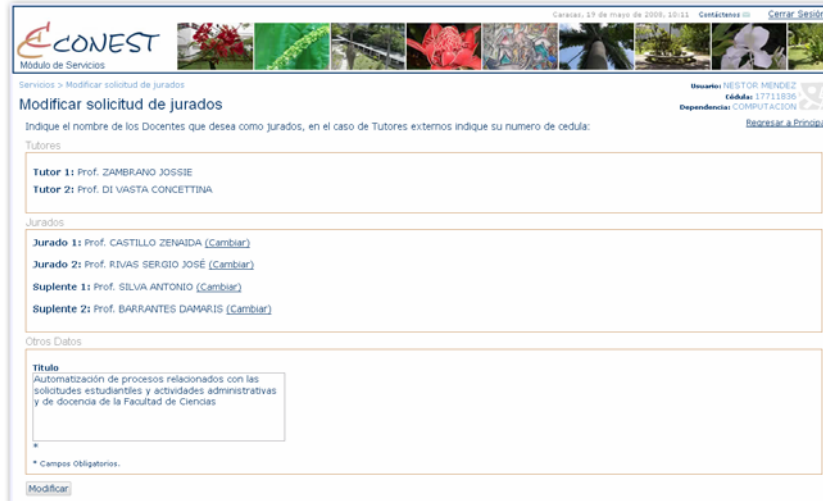 Caracas, 19 de mayo de 2008, 10:11 Contáctenos Cerrar Sesión
CONEST
Módulo de Servicios
Servicios > Modificar solicitud de jurados
Usuario: NESTOR MENDEZ
Cédula: 17711836
Dependencia: COMPUTACION
Modificar solicitud de jurados
Regresar a Principal
Indique el nombre de los Docentes que desea como jurados, en el caso de Tutores externos indique su numero de cedula:
Tutores
Tutor 1: Prof. ZAMBRANO JOSSIE
Tutor 2: Prof. DI VASTA CONCETTINA
Jurados
Jurado 1: Prof. CASTILLO ZENAIDA (Cambiar)
Jurado 2: Prof. RIVAS SERGIO JOSÉ (Cambiar)
Suplente 1: Prof. SILVA ANTONIO (Cambiar)
Suplente 2: Prof. BARRANTES DAMARIS (Cambiar)
Otros Datos
Titulo
Automatización de procesos relacionados con las
solicitudes estudiantiles y actividades administrativas
y de docencia de la Facultad de Ciencias
*
* Campos Obligatorios.
Modificar